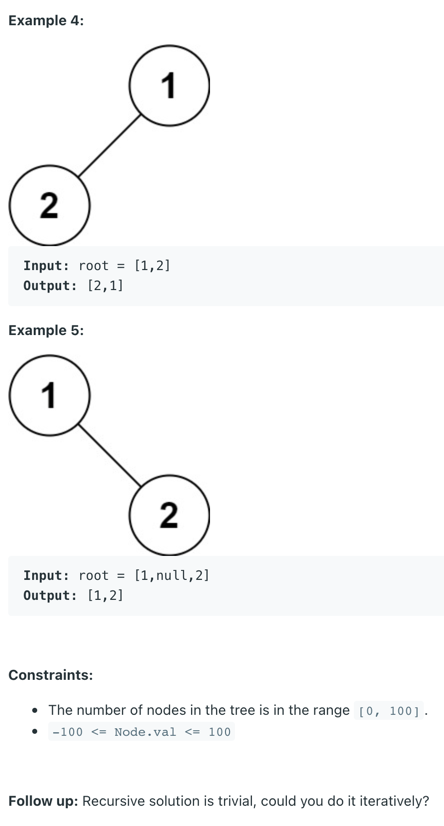 Example 4:
1
2
Input: root = [1,2]
Output: [2,1]
Example 5:
1
2
Input: root = [1,null,2]
Output: [1,2]
Constraints:
• The number of nodes in the tree is in the range [0, 100] .
• -100 <= Node.val <= 100
Follow up: Recursive solution is trivial, could you do it iteratively?